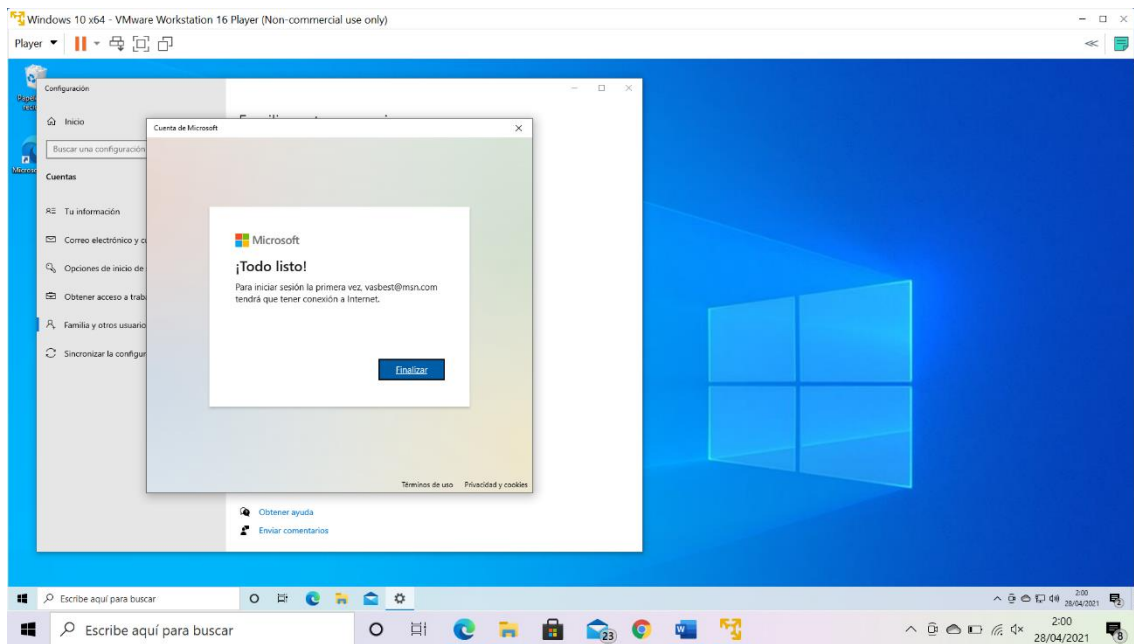 Windows 10 x64 - VMware Workstation 16 Player (Non-commercial use only)
Player
Configuración
Inicio
Buscar una configuración
Cuentas
Tu información
Correo electrónico y c
Opciones de inicio de
Obtener acceso a trab
Familia y otros usuario
Sincronizar la configur
Cuenta de Microsoft
Microsoft
¡Todo listo!
Para iniciar sesión la primera vez, vasbest@msn.com
tendrá que tener conexión a Internet.
Finalizar
Términos de uso Privacidad y cookies
Obtener ayuda
Enviar comentarios
Escribe aquí para buscar
2:00
28/04/2021
2
Escribe aquí para buscar
23
2:00
28/04/2021
8